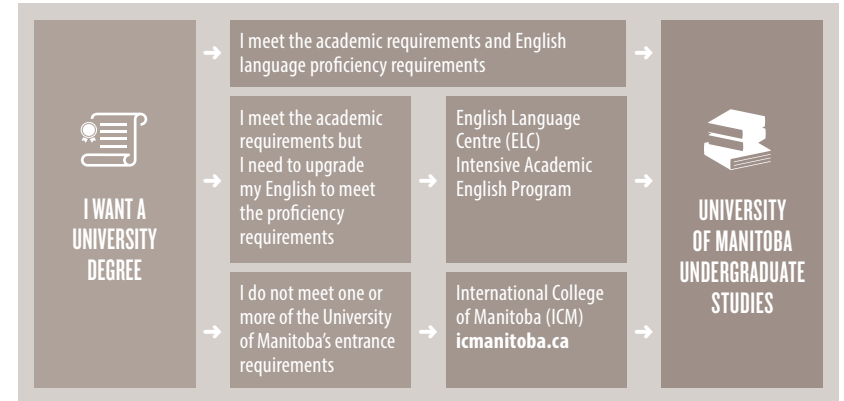 I WANT A
UNIVERSITY
DEGREE
I meet the academic requirements and English
language proficiency requirements
I meet the academic
requirements but
I need to upgrade
my English to meet
the proficiency
requirements
English Language
Centre (ELC)
Intensive Academic
English Program
I do not meet one or
more of the University
of Manitoba's entrance
requirements
International College
of Manitoba (ICM)
icmanitoba.ca
UNIVERSITY
OF MANITOBA
UNDERGRADUATE
STUDIES